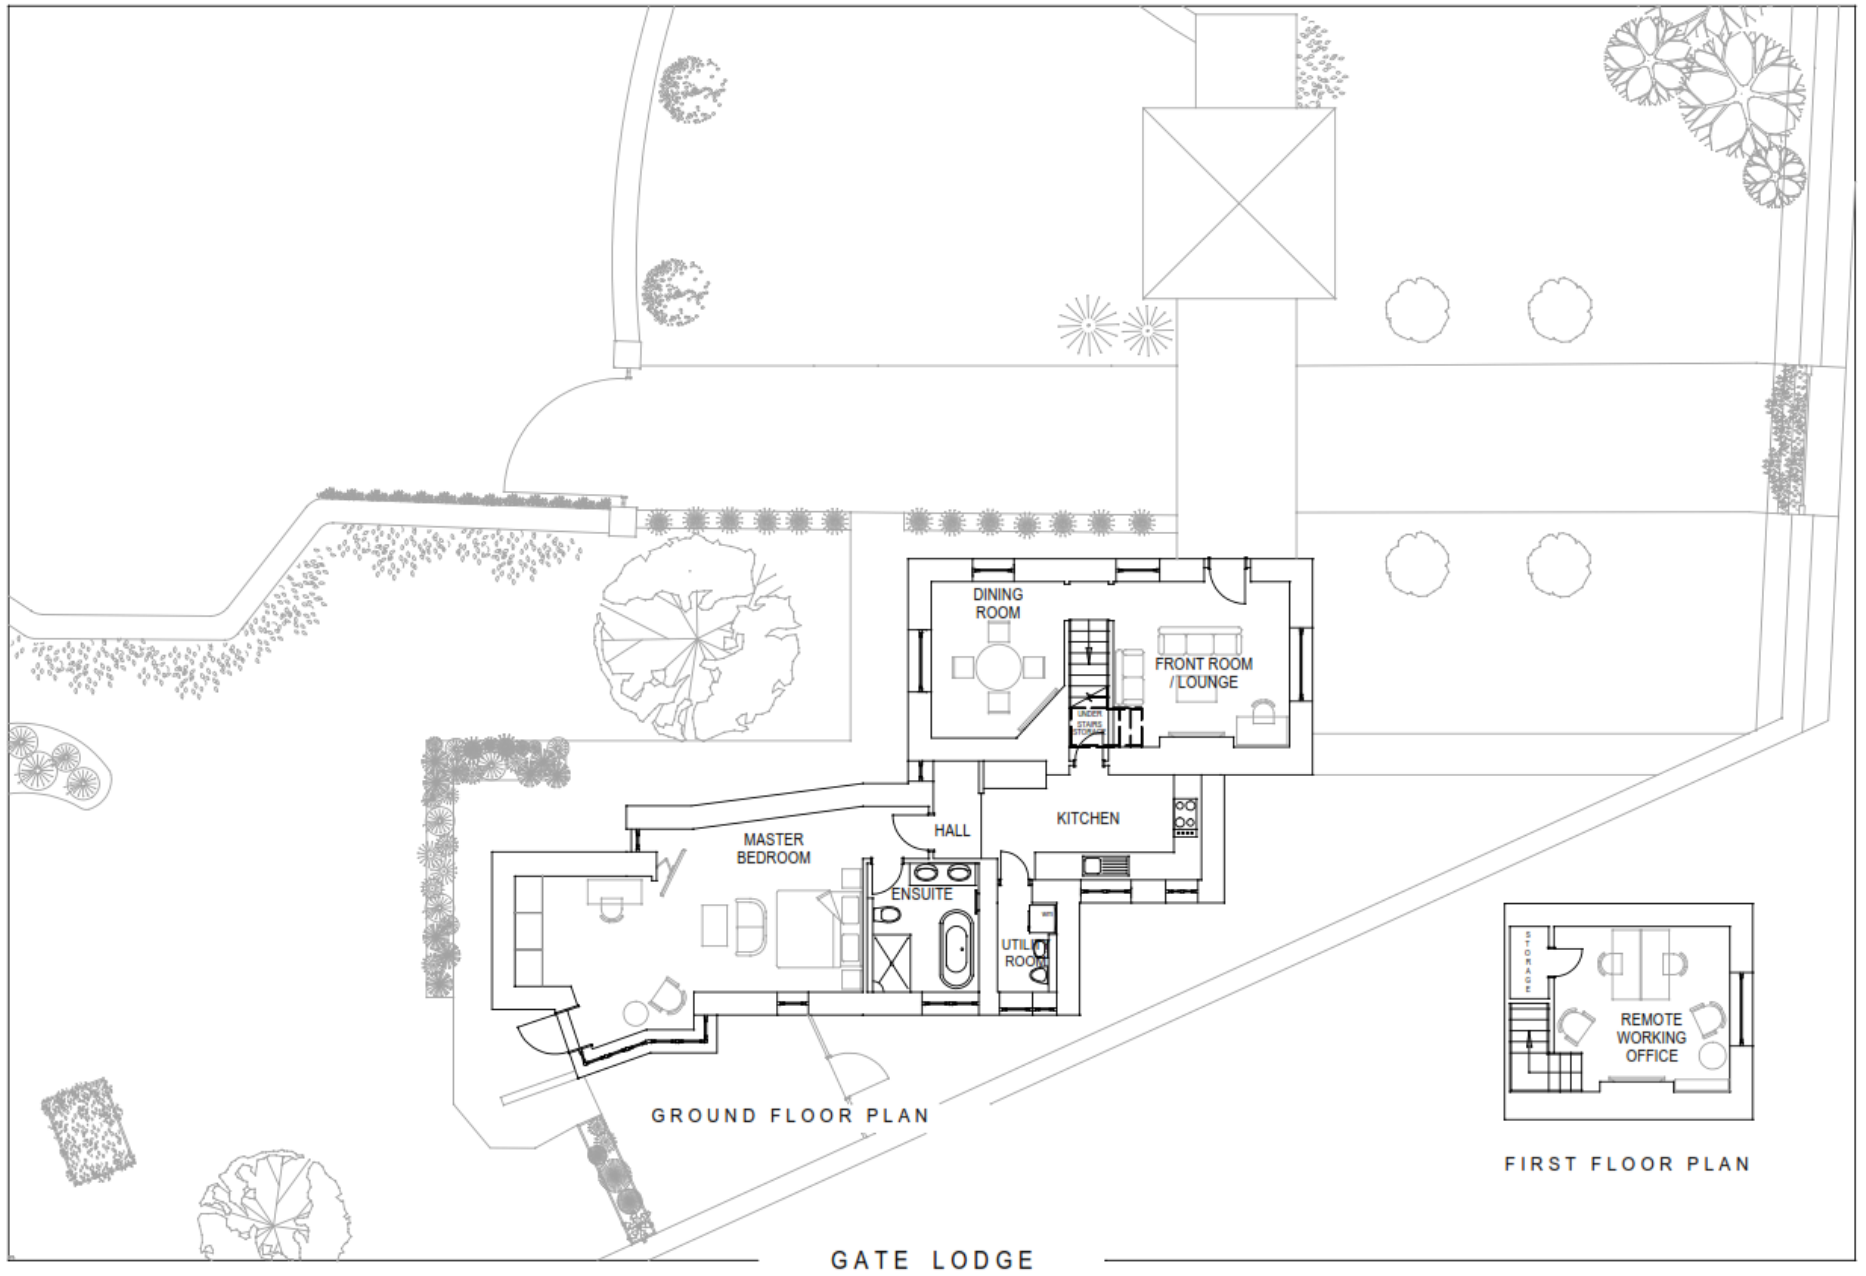 DINING
ROOM
FRONT ROOM
/ LOUNGE
UNDER
STAIRS
STORAGE
KITCHEN
HALL
MASTER
BEDROOM
ENSUITE
UTILITY
ROOM
STORAGE
REMOTE
WORKING
OFFICE
GROUND FLOOR PLAN
FIRST FLOOR PLAN
GATE LODGE